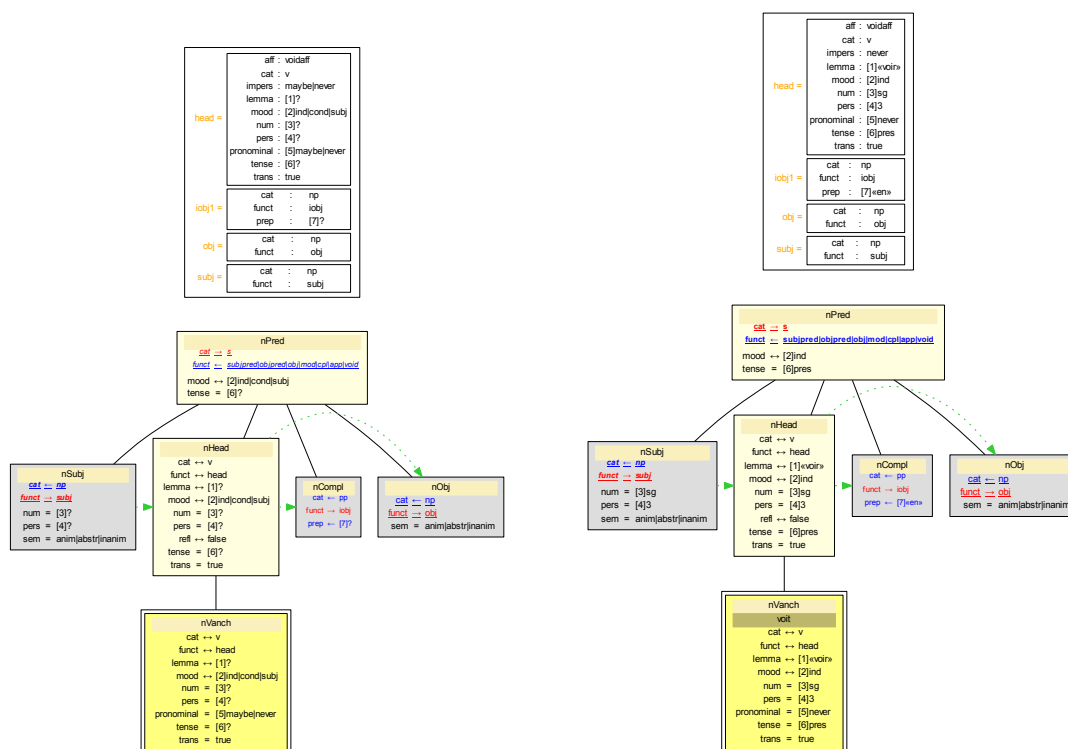 head =
aff : voidaff
cat : v
impers : maybe|never
lemma : [1]?
mood : [2]ind|cond|subj
num : [3]?
pers : [4]?
pronominal : [5]maybe|never
tense : [6]?
trans : true
iobj1 =
cat : np
funct : iobj
prep : [7]?
obj =
cat : np
funct : obj
subj =
cat : np
funct : subj
nPred
cat → s
funct ← subjpred|objpred|obj|mod|cpl|app|void
mood ↔ [2]ind|cond|subj
tense = [6]?
nSubj
cat ← np
funct → subj
num = [3]?
pers = [4]?
sem = anim|abstr|inanim
nHead
cat ↔ v
funct ↔ head
lemma ↔ [1]?
mood ↔ [2]ind|cond|subj
num = [3]?
pers = [4]?
refl ↔ false
tense = [6]?
trans = true
nCompl
cat ← pp
funct → iobj
prep ← [7]?
nObj
cat ← np
funct → obj
sem = anim|abstr|inanim
nVanch
cat ↔ v
funct ↔ head
lemma ↔ [1]?
mood ↔ [2]ind|cond|subj
num = [3]?
pers = [4]?
pronominal = [5]maybe|never
tense = [6]?
trans = true
head =
aff : voidaff
cat : v
impers : never
lemma : [1]«voir»
mood : [2]ind
num : [3]sg
pers : [4]3
pronominal : [5]never
tense : [6]pres
trans : true
iobj1 =
cat : np
funct : iobj
prep : [7]«en»
obj =
cat : np
funct : obj
subj =
cat : np
funct : subj
nPred
cat → s
funct ← subjpred|objpred|obj|mod|cpl|app|void
mood ↔ [2]ind
tense = [6]pres
nSubj
cat ← np
funct → subj
num = [3]sg
pers = [4]3
sem = anim|abstr|inanim
nHead
cat ↔ v
funct ↔ head
lemma ↔ [1]«voir»
mood ↔ [2]ind
num = [3]sg
pers = [4]3
refl ↔ false
tense = [6]pres
trans = true
nCompl
cat ← pp
funct → iobj
prep ← [7]«en»
nObj
cat ← np
funct → obj
sem = anim|abstr|inanim
nVanch
voit
cat ↔ v
funct ↔ head
lemma ↔ [1]«voir»
mood ↔ [2]ind
num = [3]sg
pers = [4]3
pronominal = [5]never
tense = [6]pres
trans = true